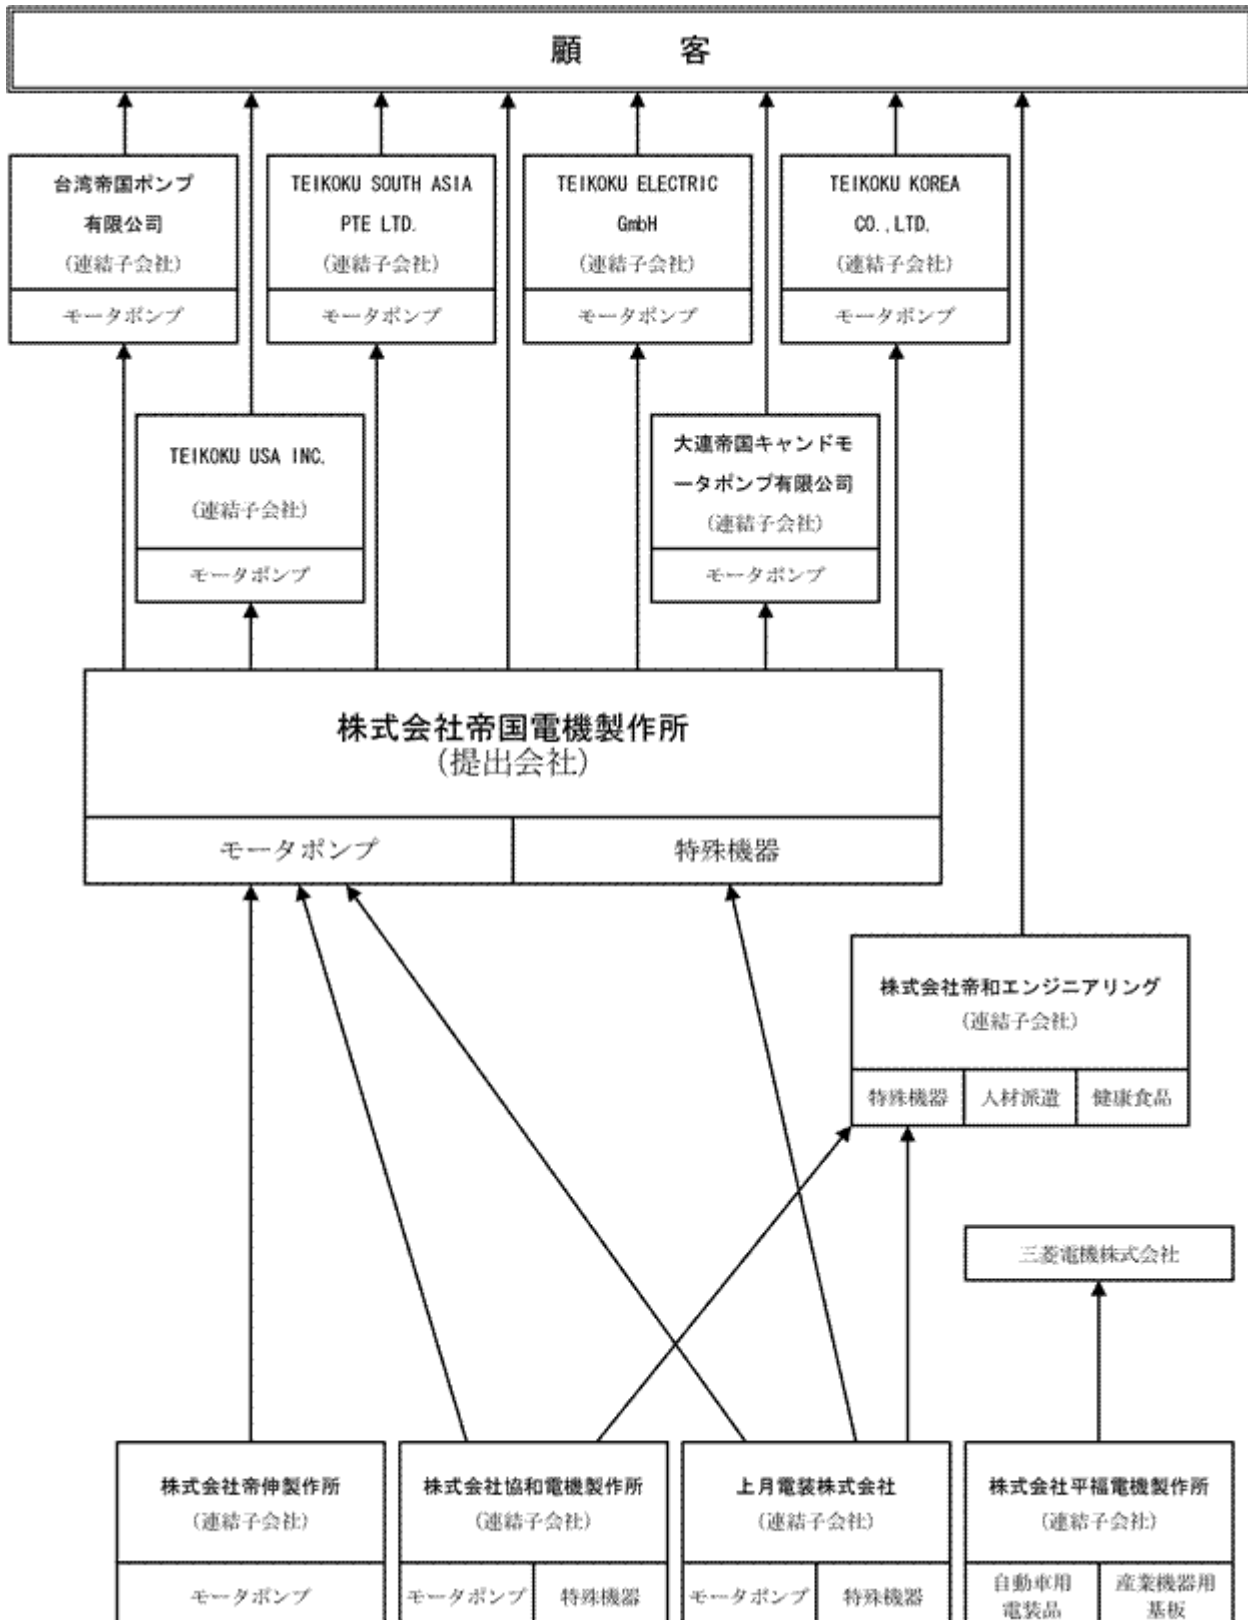 顧客
台湾帝国ポンプ
有限公司
(連結子会社)
モータポンプ
TEIKOKU SOUTH ASIA
PTE LTD.
(連結子会社)
モータポンプ
TEIKOKU ELECTRIC
GmbH
(連結子会社)
モータポンプ
TEIKOKU KOREA
CO.,LTD.
(連結子会社)
モータポンプ
TEIKOKU USA INC.
(連結子会社)
モータポンプ
大連帝国キャンドモ
ータポンプ有限公司
(連結子会社)
モータポンプ
株式会社帝国電機製作所
(提出会社)
モータポンプ
特殊機器
株式会社帝和エンジニアリング
(連結子会社)
特殊機器
人材派遣
健康食品
三菱電機株式会社
株式会社帝伸製作所
(連結子会社)
モータポンプ
株式会社協和電機製作所
(連結子会社)
モータポンプ
特殊機器
上月電装株式会社
(連結子会社)
モータポンプ
特殊機器
株式会社平福電機製作所
(連結子会社)
自動車用
電装品
産業機器用
基板